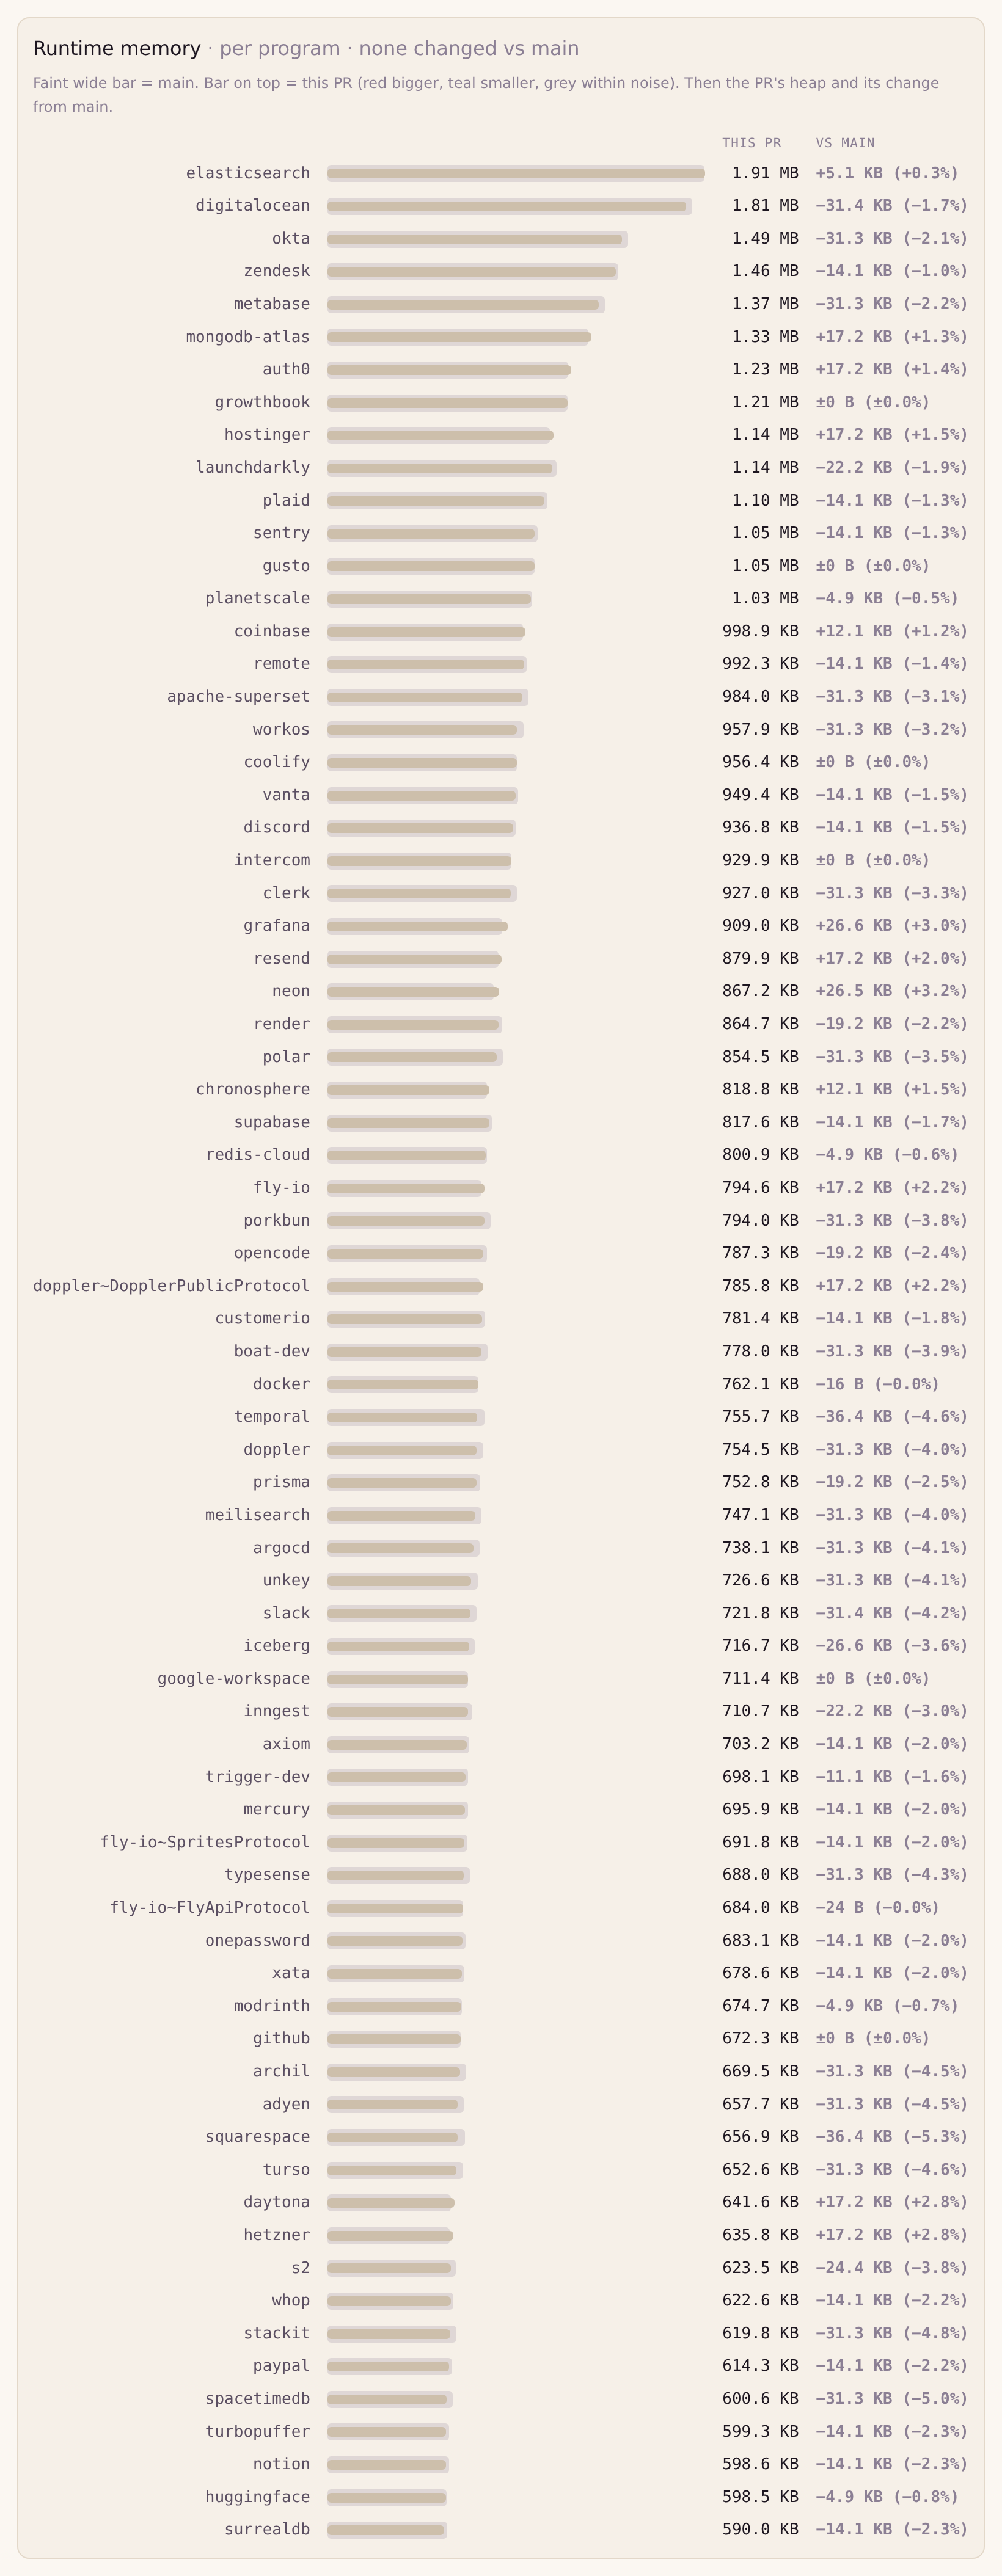 Runtime memory · per program · none changed vs main
Faint wide bar = main. Bar on top = this PR (red bigger, teal smaller, grey within noise). Then the PR's heap and its change
from main.
THIS PR VS MAIN
elasticsearch 1.91 MB +5.1 KB (+0.3%)
digitalocean 1.81 MB −31.4 KB (−1.7%)
okta 1.49 MB −31.3 KB (−2.1%)
zendesk 1.46 MB −14.1 KB (−1.0%)
metabase 1.37 MB −31.3 KB (−2.2%)
mongodb-atlas 1.33 MB +17.2 KB (+1.3%)
auth0 1.23 MB +17.2 KB (+1.4%)
growthbook 1.21 MB ±0 B (±0.0%)
hostinger 1.14 MB +17.2 KB (+1.5%)
launchdarkly 1.14 MB −22.2 KB (−1.9%)
plaid 1.10 MB −14.1 KB (−1.3%)
sentry 1.05 MB −14.1 KB (−1.3%)
gusto 1.05 MB ±0 B (±0.0%)
planetscale 1.03 MB −4.9 KB (−0.5%)
coinbase 998.9 KB +12.1 KB (+1.2%)
remote 992.3 KB −14.1 KB (−1.4%)
apache-superset 984.0 KB −31.3 KB (−3.1%)
workos 957.9 KB −31.3 KB (−3.2%)
coolify 956.4 KB ±0 B (±0.0%)
vanta 949.4 KB −14.1 KB (−1.5%)
discord 936.8 KB −14.1 KB (−1.5%)
intercom 929.9 KB ±0 B (±0.0%)
clerk 927.0 KB −31.3 KB (−3.3%)
grafana 909.0 KB +26.6 KB (+3.0%)
resend 879.9 KB +17.2 KB (+2.0%)
neon 867.2 KB +26.5 KB (+3.2%)
render 864.7 KB −19.2 KB (−2.2%)
polar 854.5 KB −31.3 KB (−3.5%)
chronosphere 818.8 KB +12.1 KB (+1.5%)
supabase 817.6 KB −14.1 KB (−1.7%)
redis-cloud 800.9 KB −4.9 KB (−0.6%)
fly-io 794.6 KB +17.2 KB (+2.2%)
porkbun 794.0 KB −31.3 KB (−3.8%)
opencode 787.3 KB −19.2 KB (−2.4%)
doppler~DopplerPublicProtocol 785.8 KB +17.2 KB (+2.2%)
customerio 781.4 KB −14.1 KB (−1.8%)
boat-dev 778.0 KB −31.3 KB (−3.9%)
docker 762.1 KB −16 B (−0.0%)
temporal 755.7 KB −36.4 KB (−4.6%)
doppler 754.5 KB −31.3 KB (−4.0%)
prisma 752.8 KB −19.2 KB (−2.5%)
meilisearch 747.1 KB −31.3 KB (−4.0%)
argocd 738.1 KB −31.3 KB (−4.1%)
unkey 726.6 KB −31.3 KB (−4.1%)
slack 721.8 KB −31.4 KB (−4.2%)
iceberg 716.7 KB −26.6 KB (−3.6%)
google-workspace 711.4 KB ±0 B (±0.0%)
inngest 710.7 KB −22.2 KB (−3.0%)
axiom 703.2 KB −14.1 KB (−2.0%)
trigger-dev 698.1 KB −11.1 KB (−1.6%)
mercury 695.9 KB −14.1 KB (−2.0%)
fly-io~SpritesProtocol 691.8 KB −14.1 KB (−2.0%)
typesense 688.0 KB −31.3 KB (−4.3%)
fly-io~FlyApiProtocol 684.0 KB −24 B (−0.0%)
onepassword 683.1 KB −14.1 KB (−2.0%)
xata 678.6 KB −14.1 KB (−2.0%)
modrinth 674.7 KB −4.9 KB (−0.7%)
github 672.3 KB ±0 B (±0.0%)
archil 669.5 KB −31.3 KB (−4.5%)
adyen 657.7 KB −31.3 KB (−4.5%)
squarespace 656.9 KB −36.4 KB (−5.3%)
turso 652.6 KB −31.3 KB (−4.6%)
daytona 641.6 KB +17.2 KB (+2.8%)
hetzner 635.8 KB +17.2 KB (+2.8%)
s2 623.5 KB −24.4 KB (−3.8%)
whop 622.6 KB −14.1 KB (−2.2%)
stackit 619.8 KB −31.3 KB (−4.8%)
paypal 614.3 KB −14.1 KB (−2.2%)
spacetimedb 600.6 KB −31.3 KB (−5.0%)
turbopuffer 599.3 KB −14.1 KB (−2.3%)
notion 598.6 KB −14.1 KB (−2.3%)
huggingface 598.5 KB −4.9 KB (−0.8%)
surrealdb 590.0 KB −14.1 KB (−2.3%)